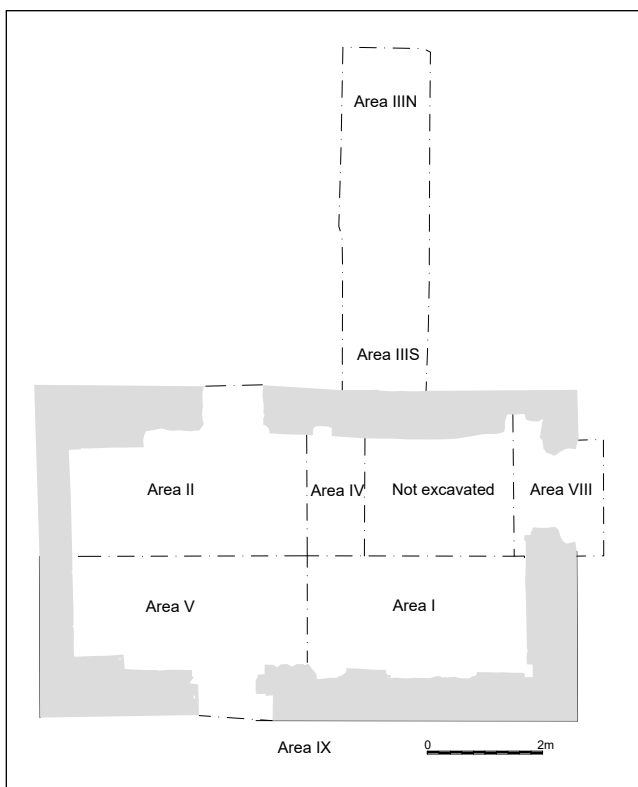 Area IIIN
Area IIIS
Area II
Area IV
Not excavated
Area VIII
Area V
Area I
Area IX
0
2m